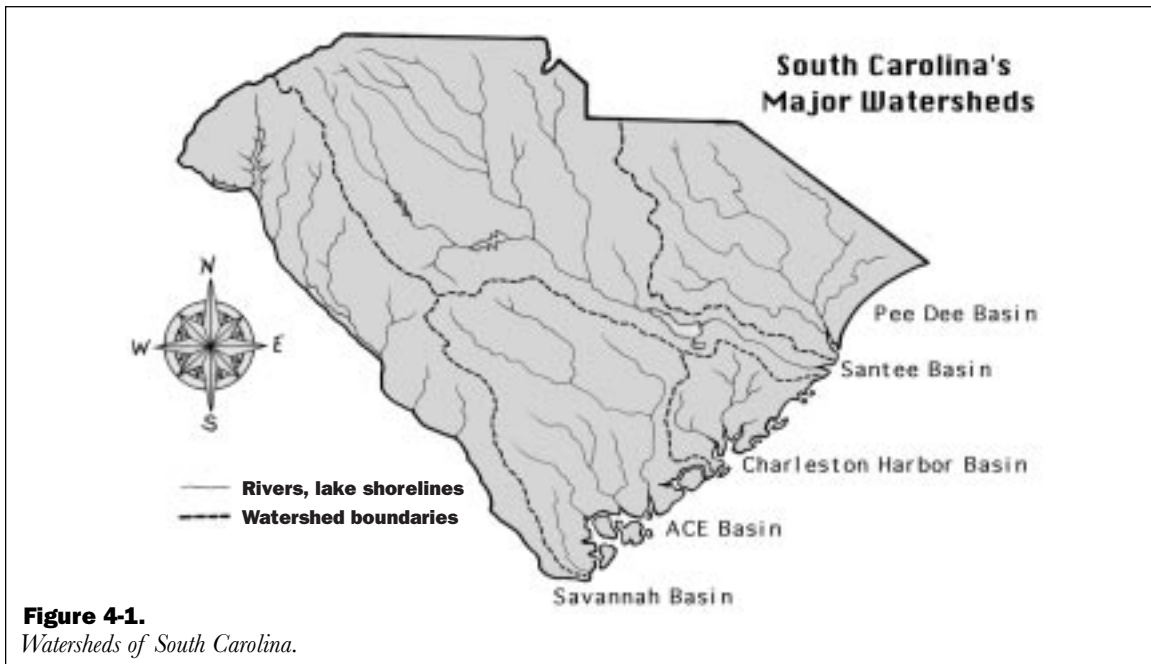 South Carolina's
Major Watersheds
N
W
E
S
Pee Dee Basin
Santee Basin
Charleston Harbor Basin
ACE Basin
Savannah Basin
Rivers, lake shorelines
Watershed boundaries
Figure 4-1.
Watersheds of South Carolina.